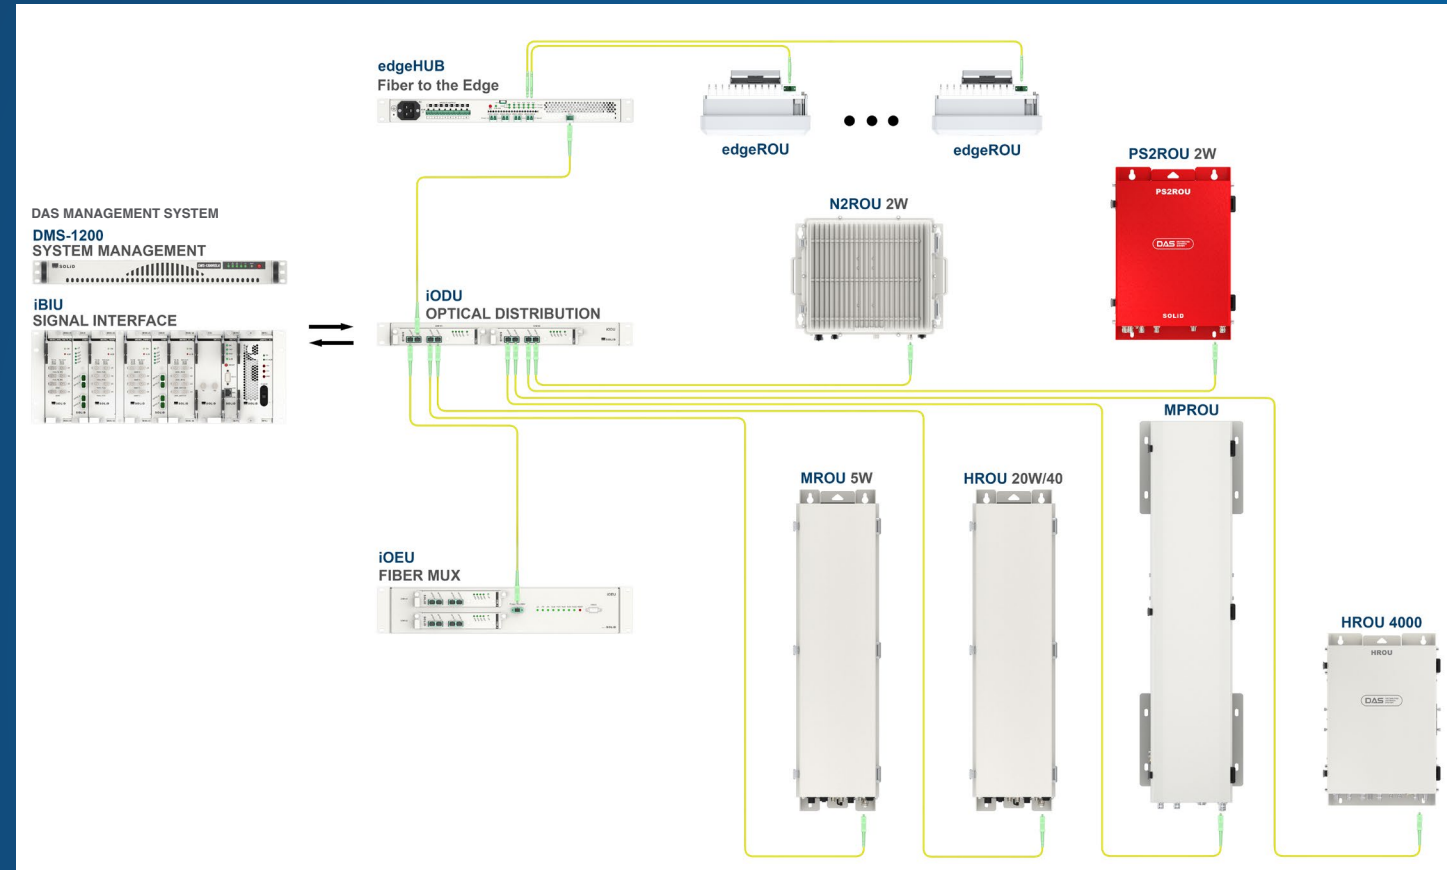 edgeHUB
Fiber to the Edge
edgeROU
edgeROU
PS2ROU 2W
PS2ROU
DAS
SOLiD
N2ROU 2W
DAS MANAGEMENT SYSTEM
DMS-1200
SYSTEM MANAGEMENT
SOLiD
iBIU
SIGNAL INTERFACE
iODU
OPTICAL DISTRIBUTION
MPROU
MROU 5W
HROU 20W/40
iOEU
FIBER MUX
HROU 4000
HROU
DAS